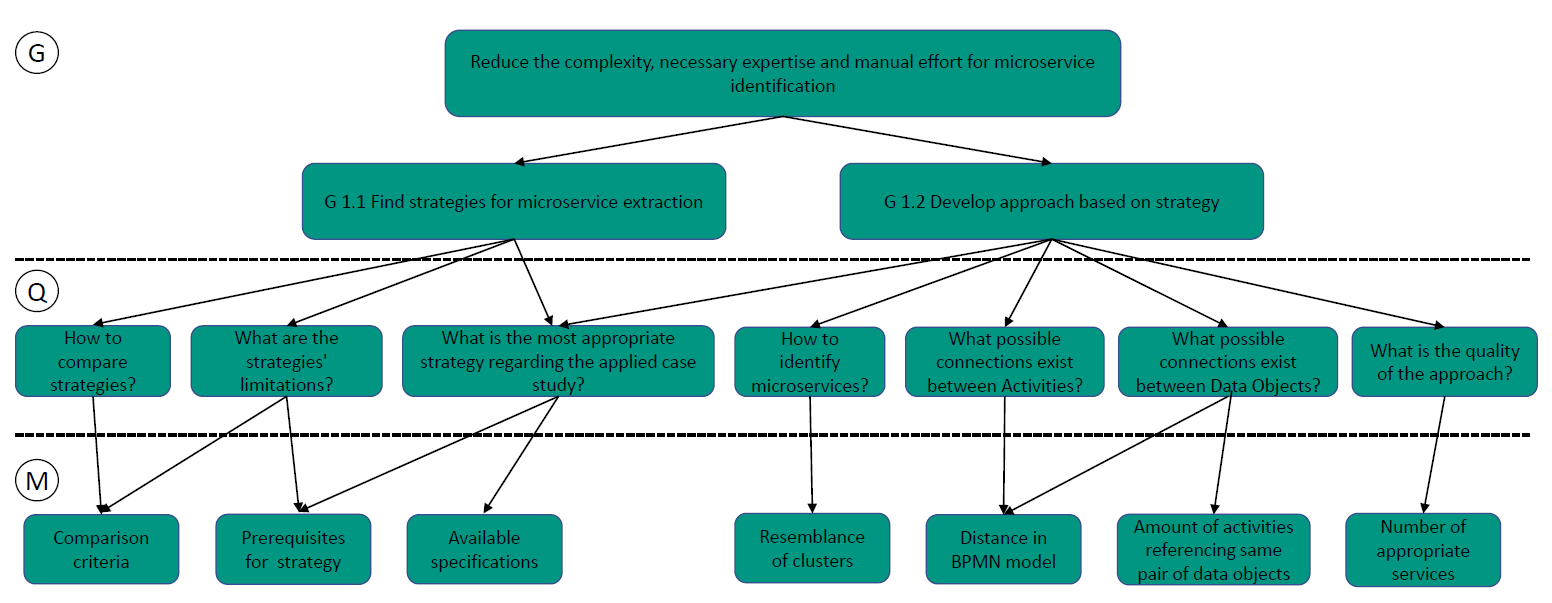 G
Reduce the complexity, necessary expertise and manual effort for microservice
identification
G 1.1 Find strategies for microservice extraction
G 1.2 Develop approach based on strategy
Q
How to
compare
strategies?
What are the
strategies'
limitations?
What is the most appropriate
strategy regarding the applied case
study?
How to
identify
microservices?
What possible
connections exist
between Activities?
What possible
connections exist
between Data Objects?
What is the quality
of the approach?
M
Comparison
criteria
Prerequisites
for strategy
Available
specifications
Resemblance
of clusters
Distance in
BPMN model
Amount of activities
referencing same
pair of data objects
Number of
appropriate
services